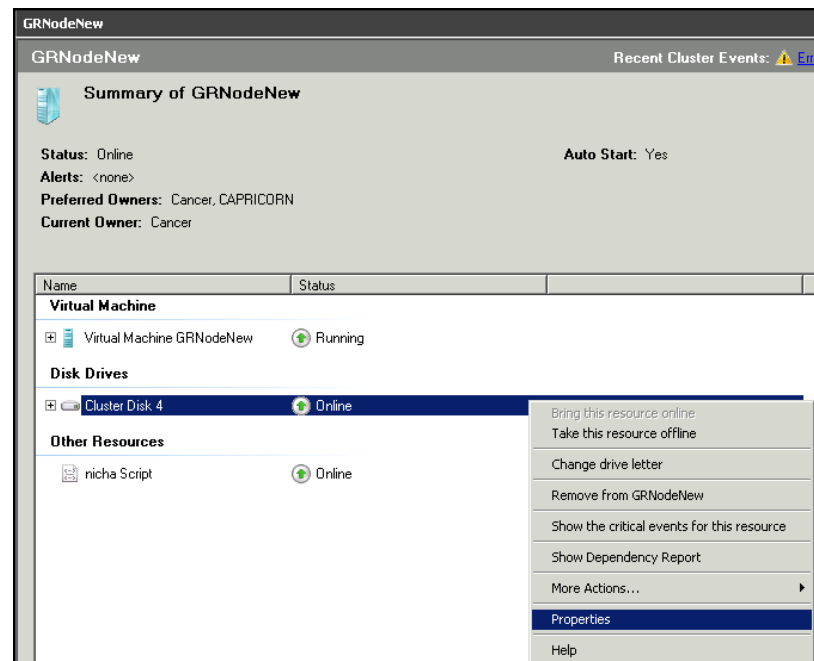 GRNodeNew
GRNodeNew Recent Cluster Events:
Summary of GRNodeNew
Status: Online Auto Start: Yes
Alerts: <none>
Preferred Owners: Cancer, CAPRICORN
Current Owner: Cancer
Name Status
Virtual Machine
Virtual Machine GRNodeNew Running
Disk Drives
Cluster Disk 4 Online
Bring this resource online
Take this resource offline
Other Resources
Change drive letter
nicha Script Online
Remove from GRNodeNew
Show the critical events for this resource
Show Dependency Report
More Actions...
Properties
Help